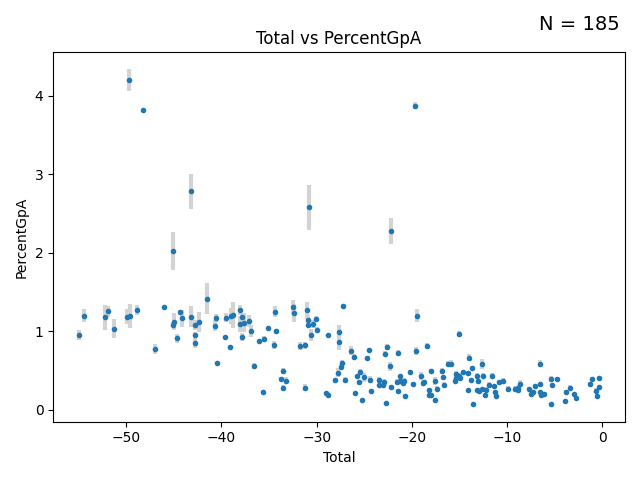 N = 185
Total vs PercentGpA
PercentGpA
4
3
2
1
0
−50
−40
−30
−20
−10
0
Total